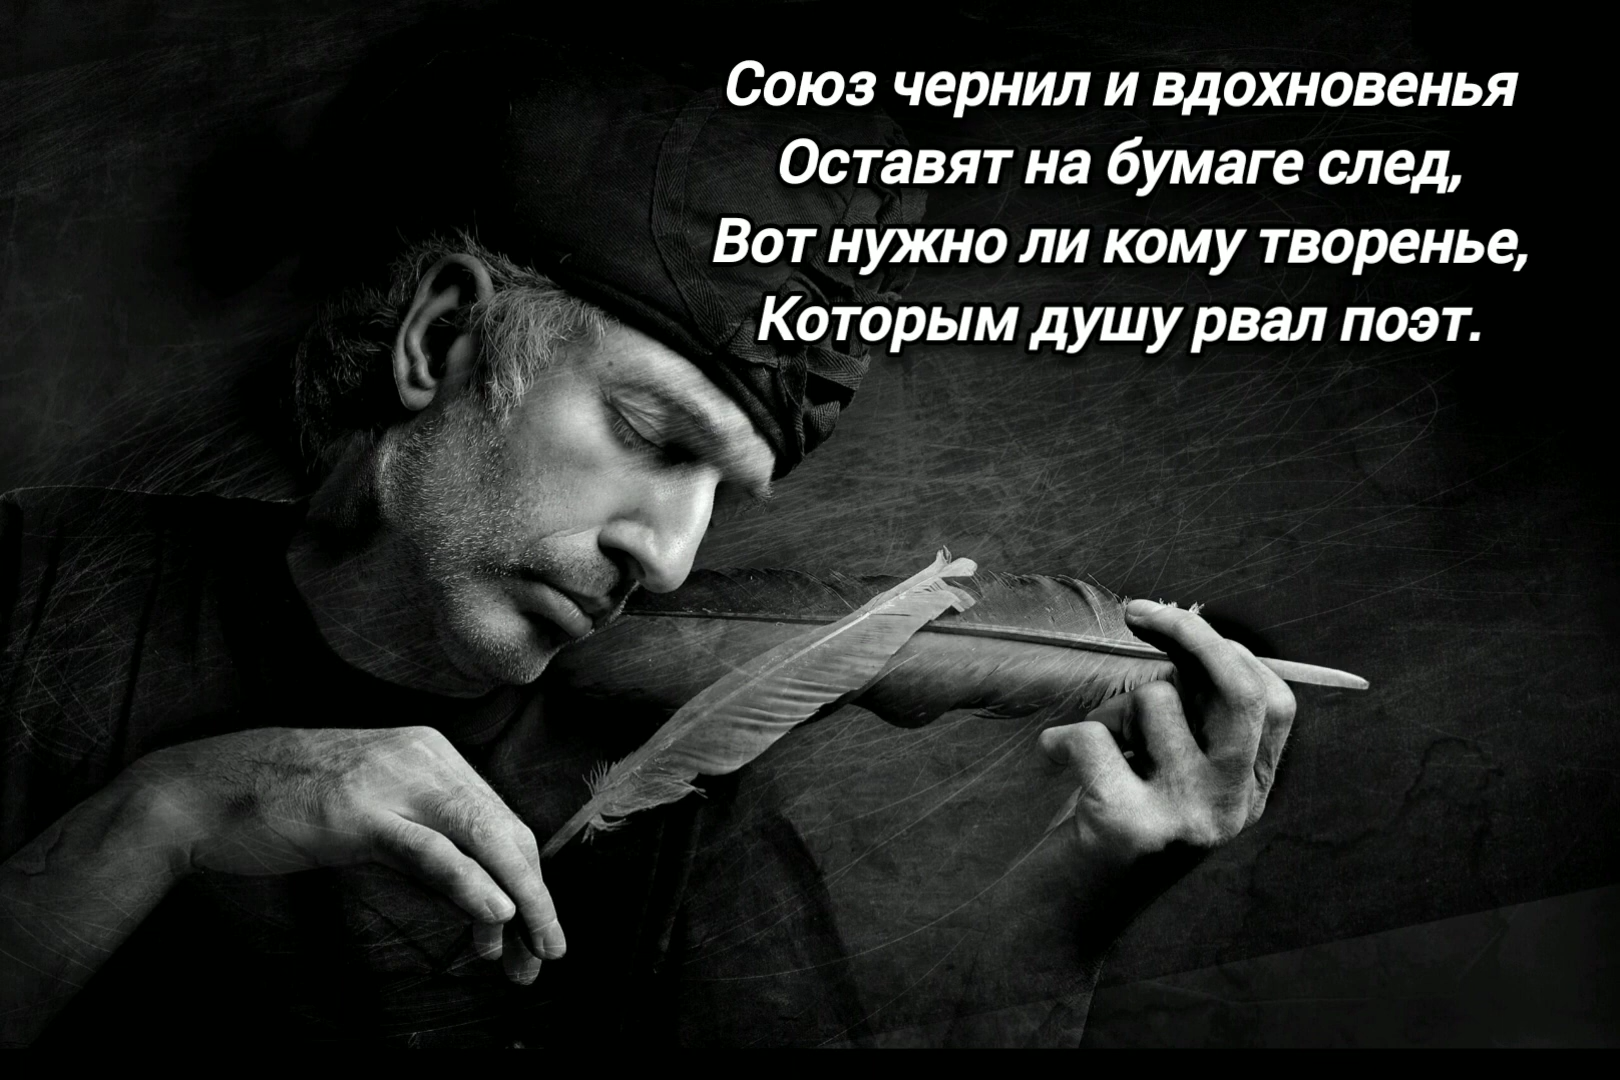 Союз чернил и вдохновенья
Оставят на бумаге след,
Вот нужно ли кому творенье,
Которым душу рвал поэт.